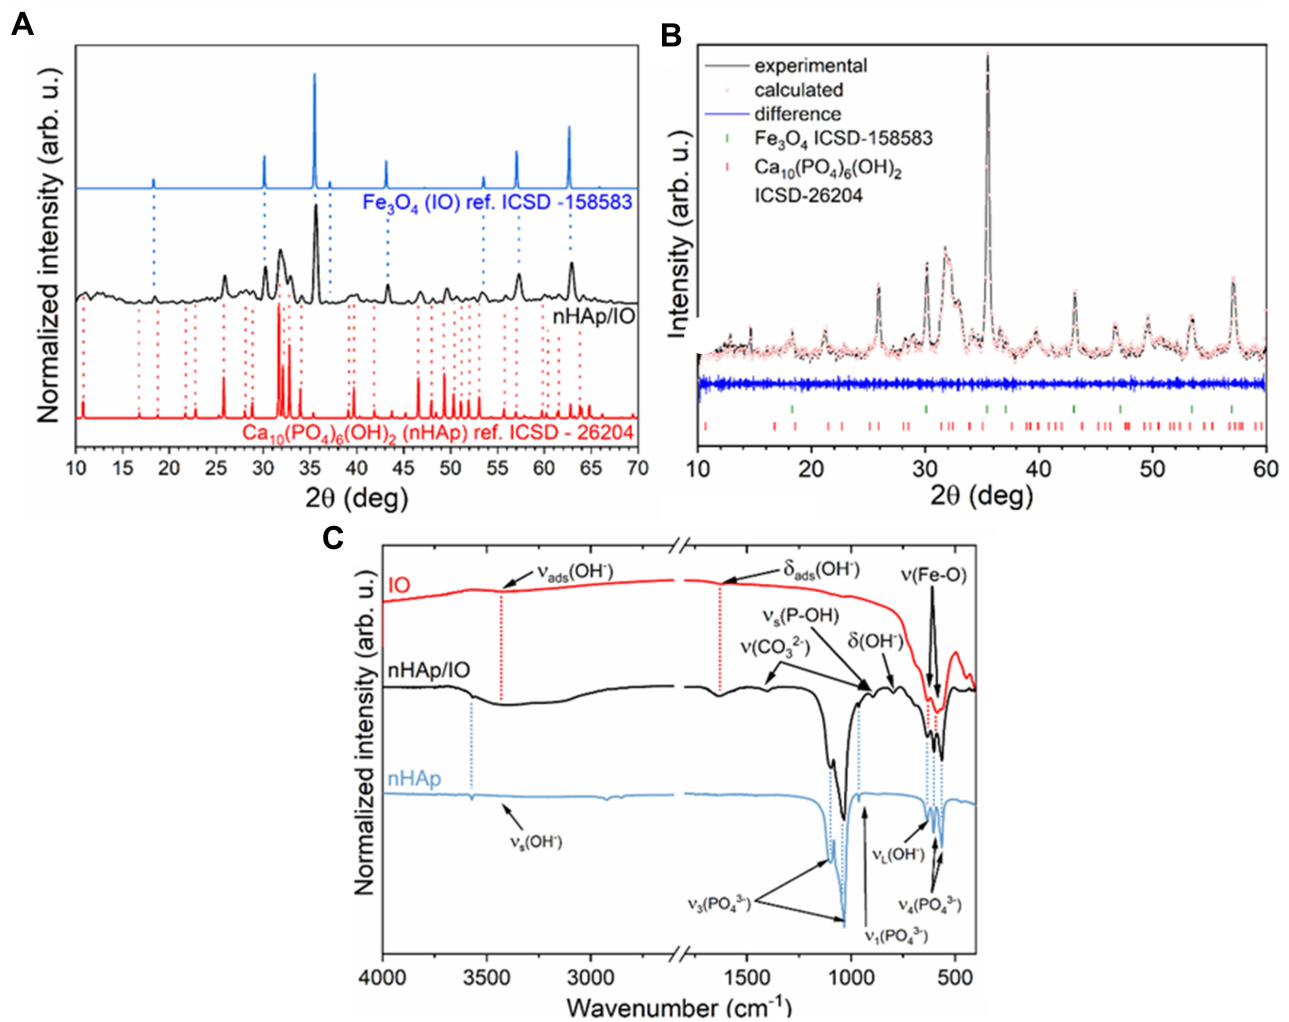 A
Normalized intensity (arb. u.)
Fe3O4 (IO) ref. ICSD -158583
nHAp/IO
Ca10(PO4)6(OH)2 (nHAp) ref. ICSD - 26204
10 15 20 25 30 35 40 45 50 55 60 65 70
2θ (deg)
B
Intensity (arb. u.)
experimental
calculated
difference
Fe3O4 ICSD-158583
Ca10(PO4)6(OH)2
ICSD-26204
10 20 30 40 50 60
2θ (deg)
C
Normalized intensity (arb. u.)
IO
νads(OH-)
δads(OH-)
ν(Fe-O)
νs(P-OH)
ν(CO32-)
δ(OH-)
nHAp/IO
nHAp
νs(OH-)
νL(OH-)
ν3(PO43-)
ν4(PO43-)
ν1(PO43-)
4000 3500 3000 1500 1000 500
Wavenumber (cm-1)